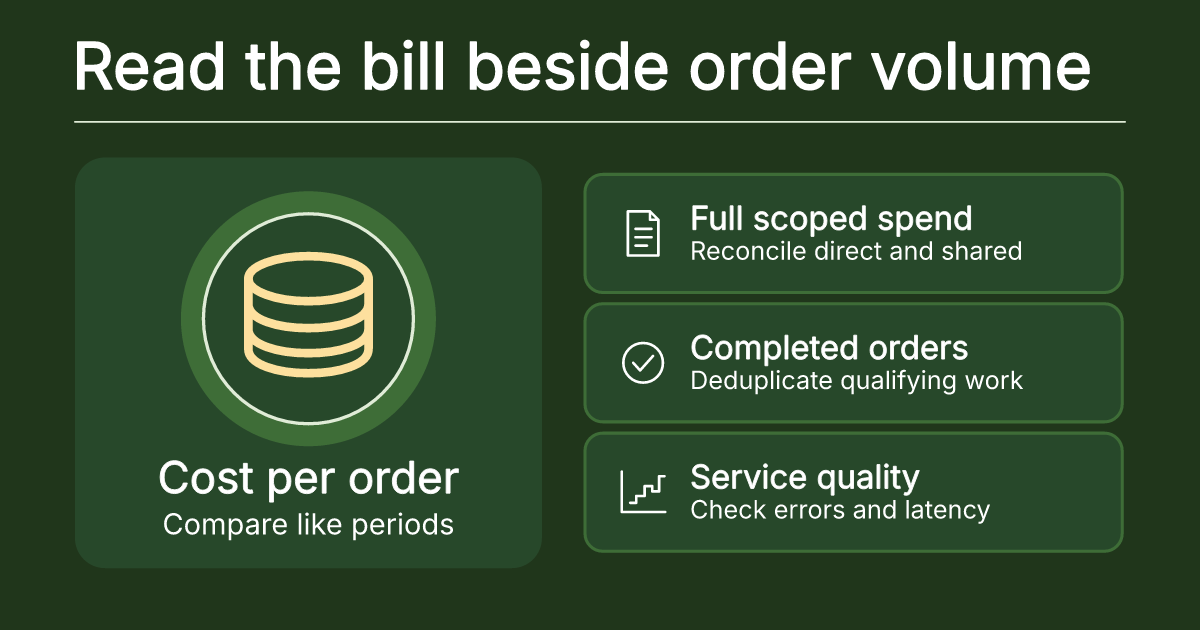 Read the bill beside order volume
Cost per order
Compare like periods
Full scoped spend
Reconcile direct and shared
Completed orders
Deduplicate qualifying work
Service quality
Check errors and latency